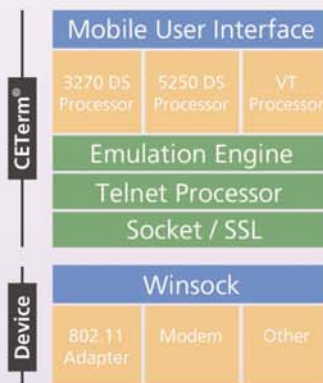 CETerm®
Mobile User Interface
3270 DS
Processor
5250 DS
Processor
VT
Processor
Emulation Engine
Telnet Processor
Socket / SSL
Device
Winsock
802.11
Adapter
Modem
Other